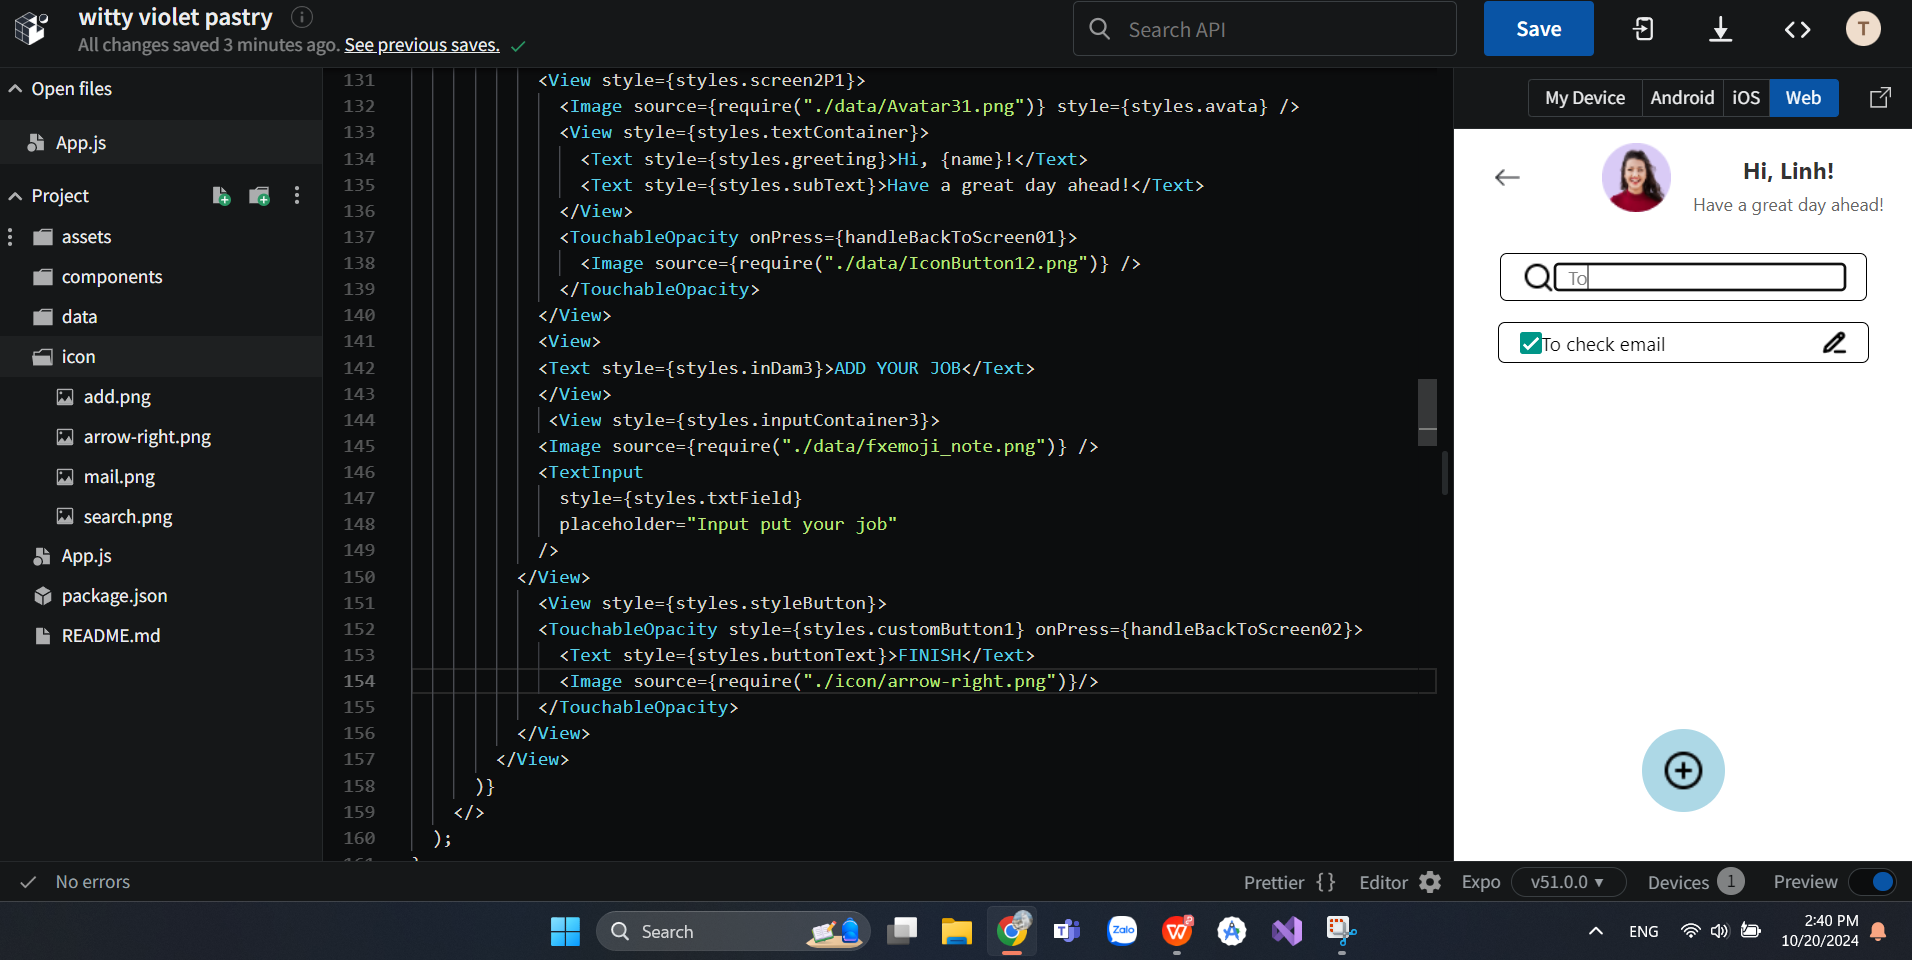 witty violet pastry
All changes saved 3 minutes ago. See previous saves.
Search API
Save
T
Open files
App.js
Project
assets
components
data
icon
add.png
arrow-right.png
mail.png
search.png
App.js
package.json
README.md
131 <View style={styles.screen2P1}>
132 <Image source={require("./data/Avatar31.png")} style={styles.avata} />
133 <View style={styles.textContainer}>
134 <Text style={styles.greeting}>Hi, {name}!</Text>
135 <Text style={styles.subText}>Have a great day ahead!</Text>
136 </View>
137 <TouchableOpacity onPress={handleBackToScreen01}>
138 <Image source={require("./data/IconButton12.png")} />
139 </TouchableOpacity>
140 </View>
141 <View>
142 <Text style={styles.inDam3}>ADD YOUR JOB</Text>
143 </View>
144 <View style={styles.inputContainer3}>
145 <Image source={require("./data/fxemoji_note.png")} />
146 <TextInput
147 style={styles.txtField}
148 placeholder="Input put your job"
149 />
150 </View>
151 <View style={styles.styleButton}>
152 <TouchableOpacity style={styles.customButton1} onPress={handleBackToScreen02}>
153 <Text style={styles.buttonText}>FINISH</Text>
154 <Image source={require("./icon/arrow-right.png")}/>
155 </TouchableOpacity>
156 </View>
157 </View>
158 )}
159 </>
160 );
My Device Android iOS Web
Hi, Linh!
Have a great day ahead!
To
To check email
No errors
Prettier {} Editor Expo v51.0.0 Devices 1 Preview
Search
Zalo
ENG
2:40 PM
10/20/2024